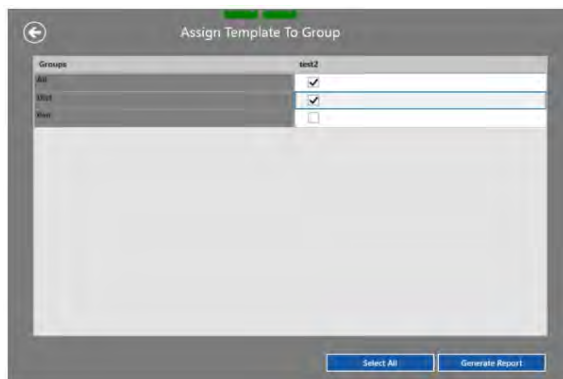 Assign Template To Group
Groups test2
All
Select All Generate Report